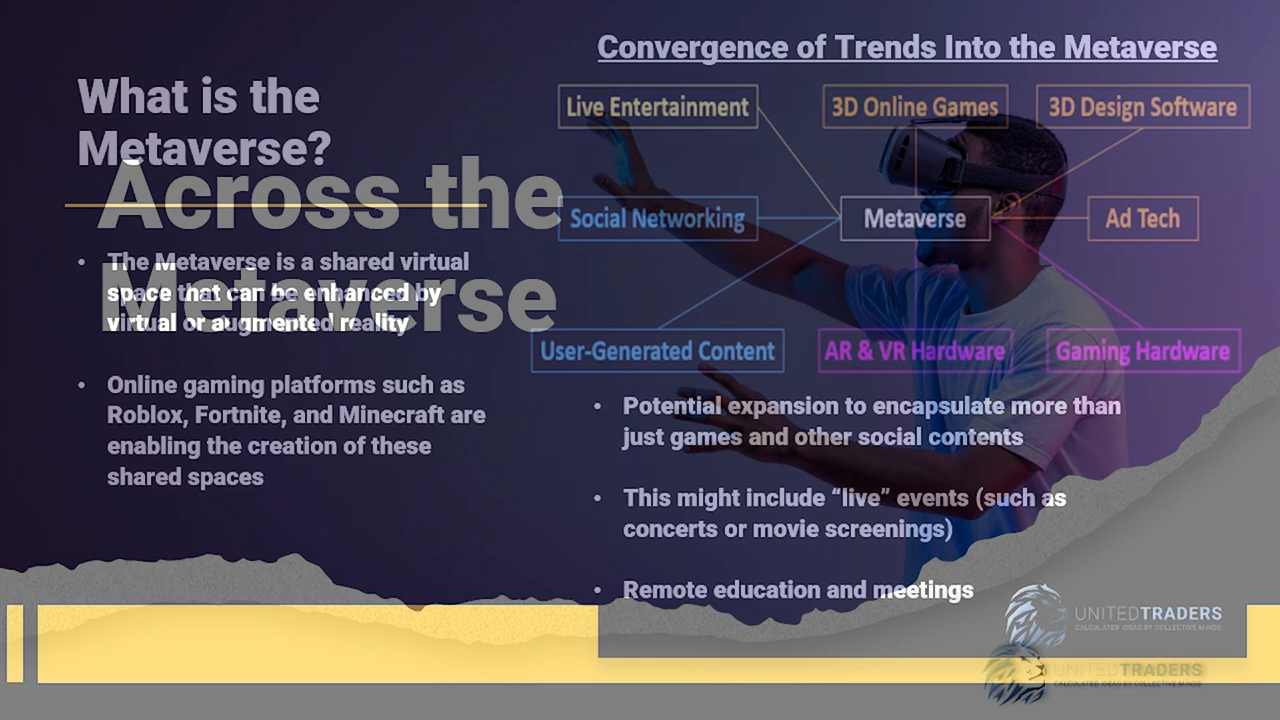 What is the
Metaverse?
Across the
Metaverse
• The Metaverse is a shared virtual
space that can be enhanced by
virtual or augmented reality
• Online gaming platforms such as
Roblox, Fortnite, and Minecraft are
enabling the creation of these
shared spaces
Convergence of Trends Into the Metaverse
Live Entertainment
3D Online Games
3D Design Software
Social Networking
Metaverse
Ad Tech
User-Generated Content
AR & VR Hardware
Gaming Hardware
• Potential expansion to encapsulate more than
just games and other social contents
• This might include “live” events (such as
concerts or movie screenings)
• Remote education and meetings
UNITEDTRADERS
CALCULATED IDEAS BY COLLECTIVE MINDS
UNITEDTRADERS
CALCULATED IDEAS BY COLLECTIVE MINDS